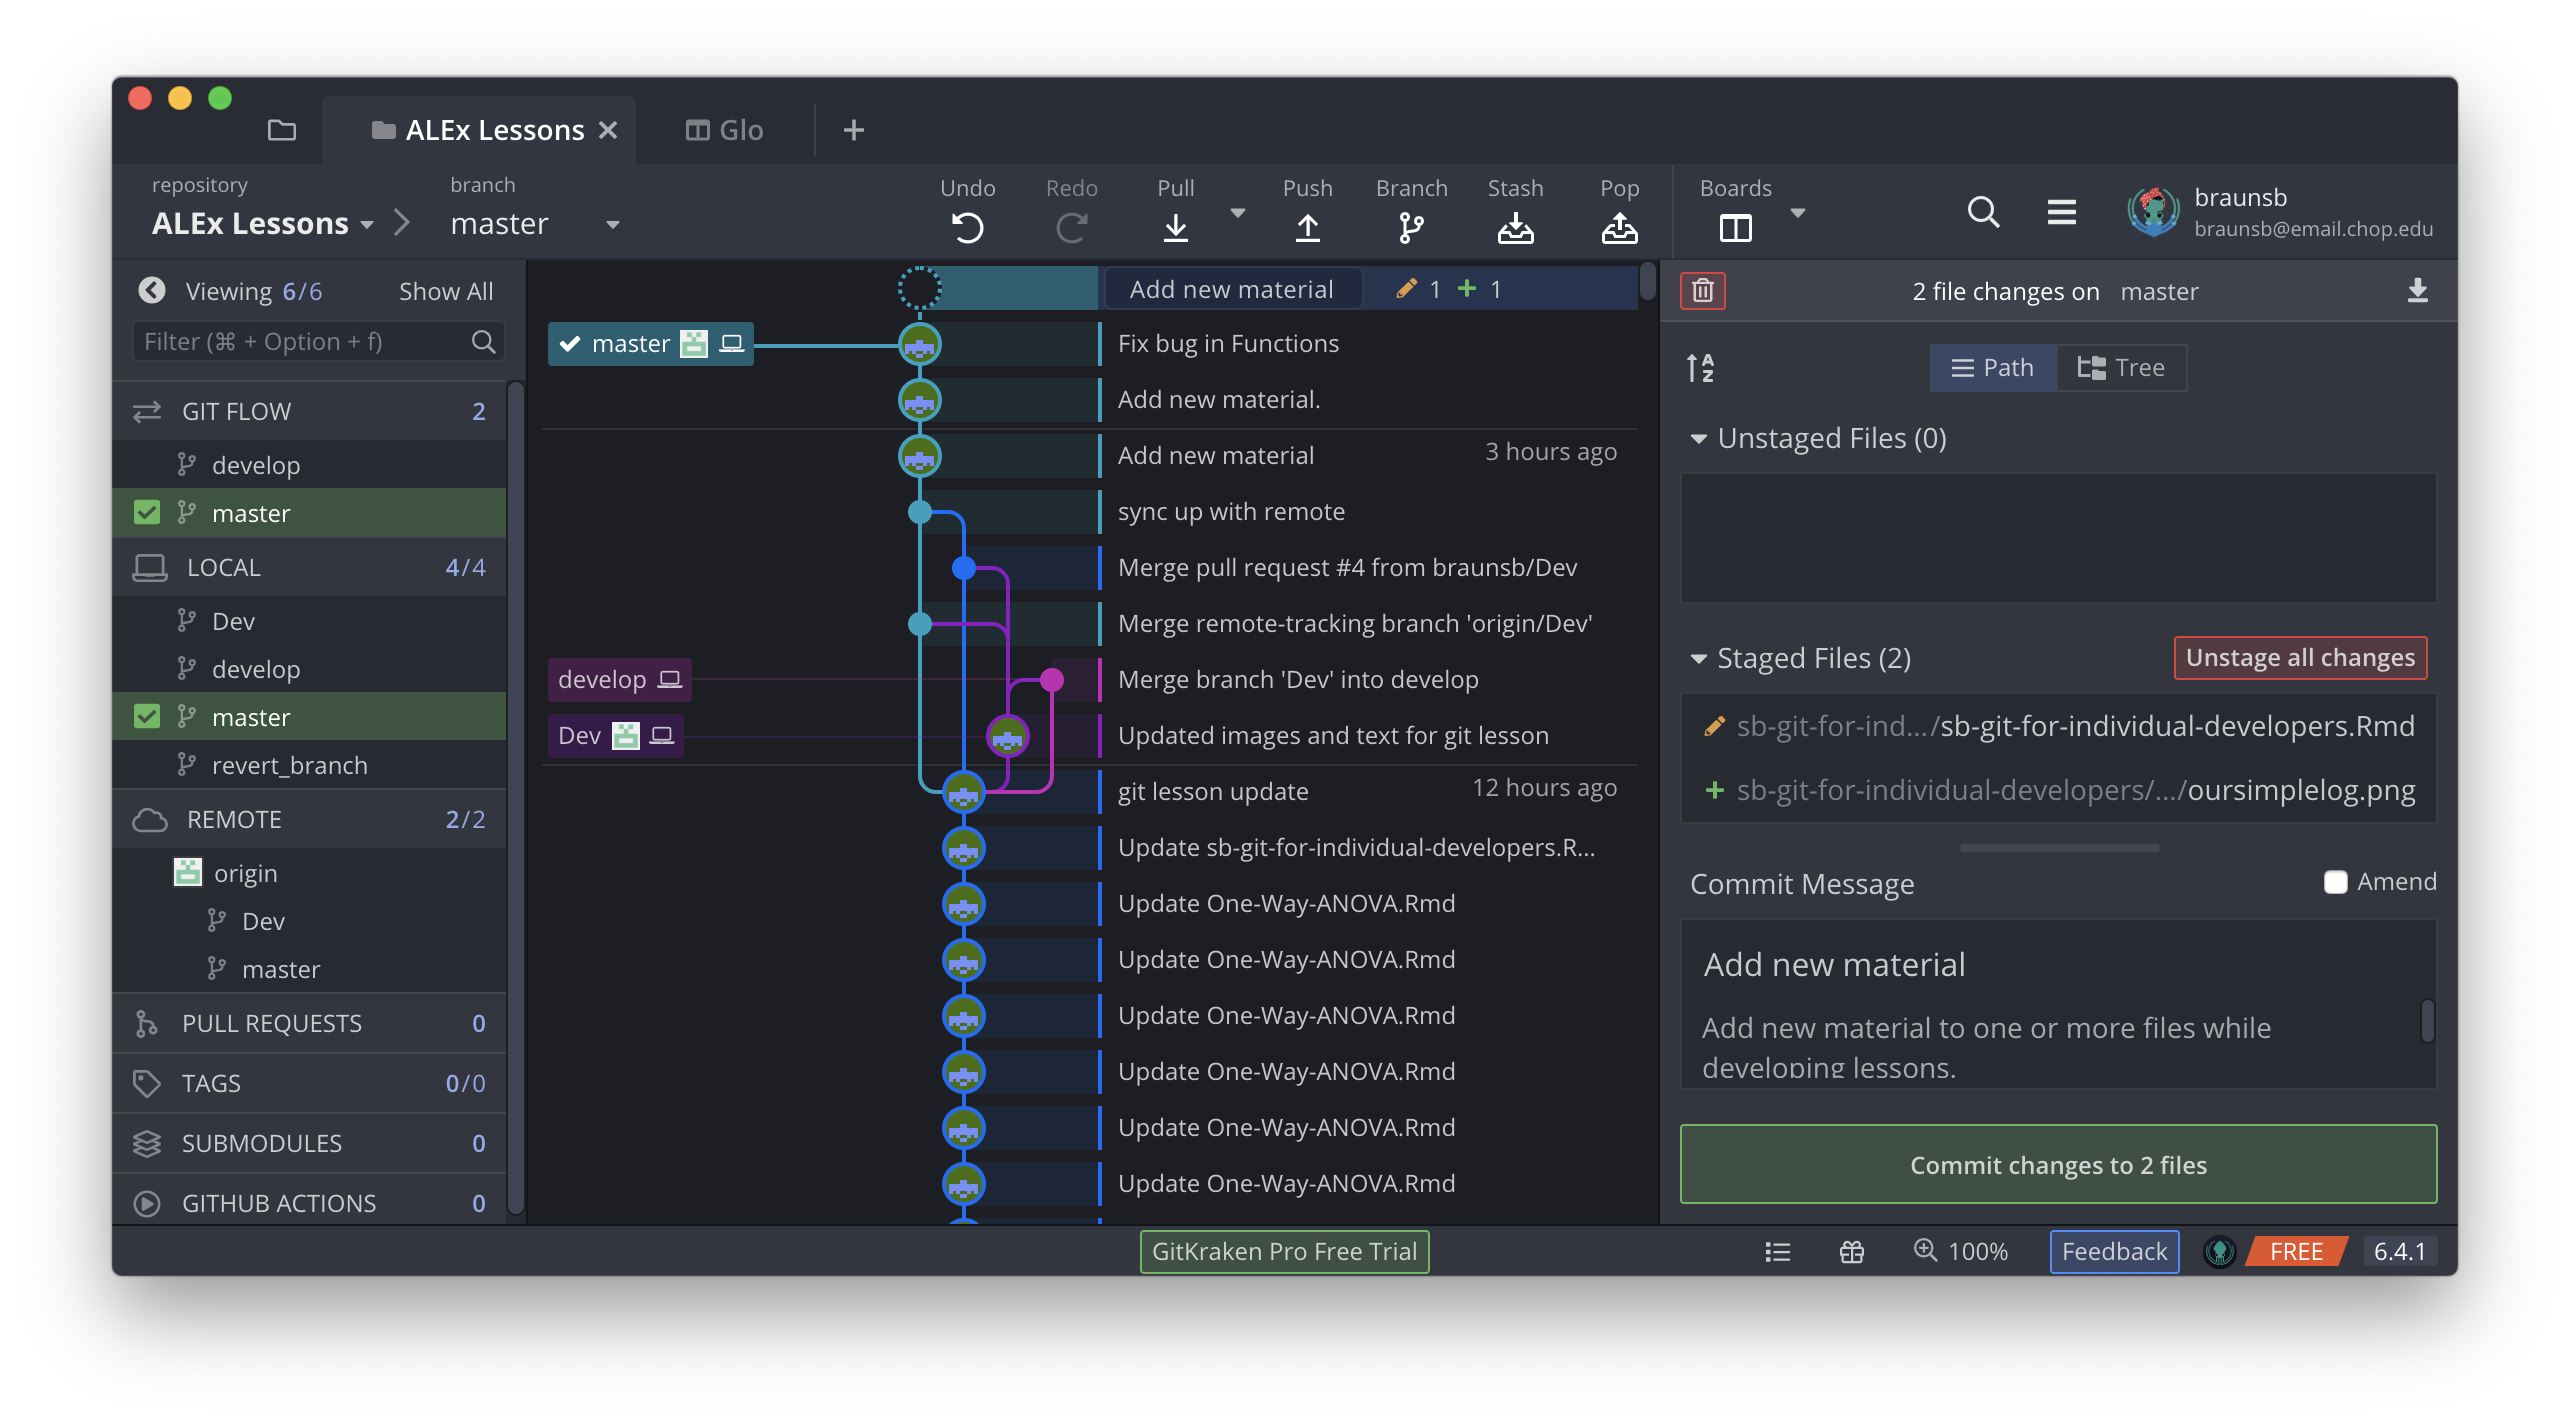 ALEx Lessons
Glo
repository
ALEx Lessons
branch
master
Undo
Redo
Pull
Push
Branch
Stash
Pop
Boards
braunsb
braunsb@email.chop.edu
Viewing 6/6
Show All
Filter (⌘ + Option + f)
GIT FLOW 2
develop
master
LOCAL 4/4
Dev
develop
master
revert_branch
REMOTE 2/2
origin
Dev
master
PULL REQUESTS 0
TAGS 0/0
SUBMODULES 0
GITHUB ACTIONS 0
Add new material 1 + 1
master
Fix bug in Functions
Add new material.
Add new material 3 hours ago
sync up with remote
Merge pull request #4 from braunsb/Dev
Merge remote-tracking branch 'origin/Dev'
develop
Merge branch 'Dev' into develop
Dev
Updated images and text for git lesson
git lesson update 12 hours ago
Update sb-git-for-individual-developers.R...
Update One-Way-ANOVA.Rmd
Update One-Way-ANOVA.Rmd
Update One-Way-ANOVA.Rmd
Update One-Way-ANOVA.Rmd
Update One-Way-ANOVA.Rmd
Update One-Way-ANOVA.Rmd
2 file changes on master
A
Z
Path
Tree
Unstaged Files (0)
Staged Files (2)
Unstage all changes
sb-git-for-ind.../sb-git-for-individual-developers.Rmd
+ sb-git-for-individual-developers/.../oursimplelog.png
Commit Message
Amend
Add new material
Add new material to one or more files while
developing lessons.
Commit changes to 2 files
GitKraken Pro Free Trial
100%
Feedback
FREE
6.4.1